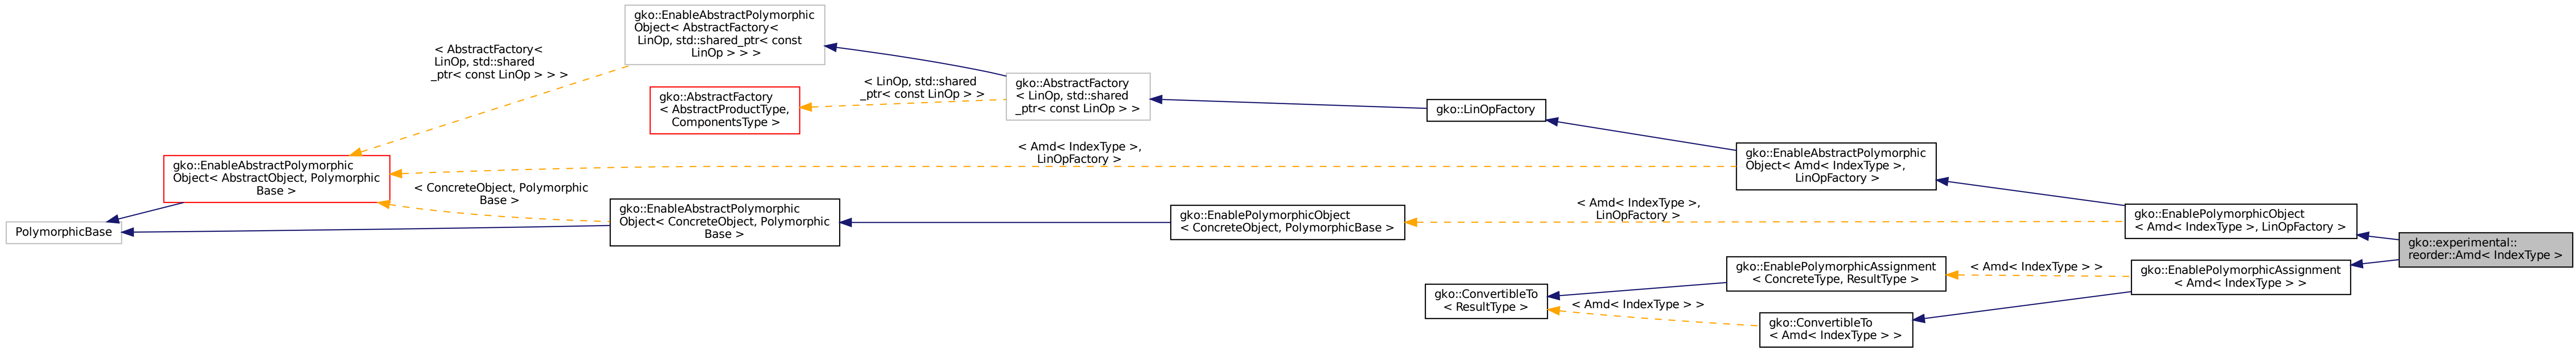 gko::EnableAbstractPolymorphic
Object< AbstractFactory<
LinOp, std::shared_ptr< const
LinOp > > >
< AbstractFactory<
LinOp, std::shared
_ptr< const LinOp > > >
gko::AbstractFactory
< AbstractProductType,
ComponentsType >
< LinOp, std::shared
_ptr< const LinOp > >
gko::AbstractFactory
< LinOp, std::shared
_ptr< const LinOp > >
gko::LinOpFactory
gko::EnableAbstractPolymorphic
Object< Amd< IndexType >,
LinOpFactory >
< Amd< IndexType >,
LinOpFactory >
gko::EnableAbstractPolymorphic
Object< AbstractObject, Polymorphic
Base >
< ConcreteObject, Polymorphic
Base >
PolymorphicBase
gko::EnableAbstractPolymorphic
Object< ConcreteObject, Polymorphic
Base >
gko::EnablePolymorphicObject
< ConcreteObject, PolymorphicBase >
< Amd< IndexType >,
LinOpFactory >
gko::EnablePolymorphicObject
< Amd< IndexType >, LinOpFactory >
gko::experimental::
reorder::Amd< IndexType >
gko::EnablePolymorphicAssignment
< ConcreteType, ResultType >
< Amd< IndexType > >
gko::EnablePolymorphicAssignment
< Amd< IndexType > >
gko::ConvertibleTo
< ResultType >
< Amd< IndexType > >
gko::ConvertibleTo
< Amd< IndexType > >